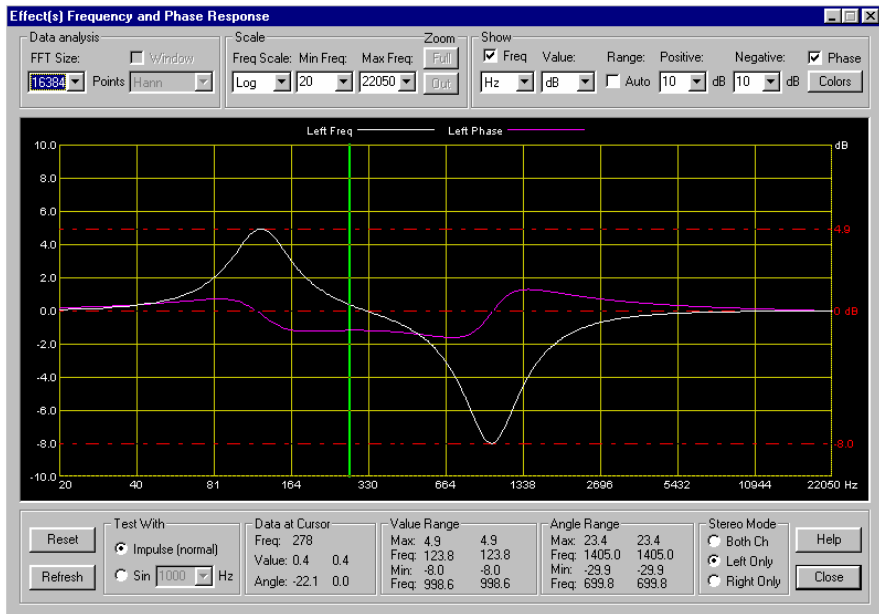 Effect(s) Frequency and Phase Response
Data analysis
FFT Size:
Window
16384
Points
Hann
Scale
Freq Scale: Min Freq: Max Freq:
Log 20 22050
Zoom
Full
Out
Show
Freq Value: Range: Positive: Negative: Phase
Hz dB Auto 10 dB 10 dB Colors
Left Freq Left Phase
10.0 dB
8.0
6.0
4.9
4.0
2.0
0.0 0 dB
-2.0
-4.0
-6.0
-8.0 -8.0
-10.0
20 40 81 164 330 664 1338 2696 5432 10944 22050 Hz
Reset
Refresh
Test With
Impulse (normal)
Sin 1000 Hz
Data at Cursor
Freq: 278
Value: 0.4 0.4
Angle: -22.1 0.0
Value Range
Max: 4.9 4.9
Freq: 123.8 123.8
Min: -8.0 -8.0
Freq: 998.6 998.6
Angle Range
Max: 23.4 23.4
Freq: 1405.0 1405.0
Min: -29.9 -29.9
Freq: 699.8 699.8
Stereo Mode
Both Ch
Left Only
Right Only
Help
Close